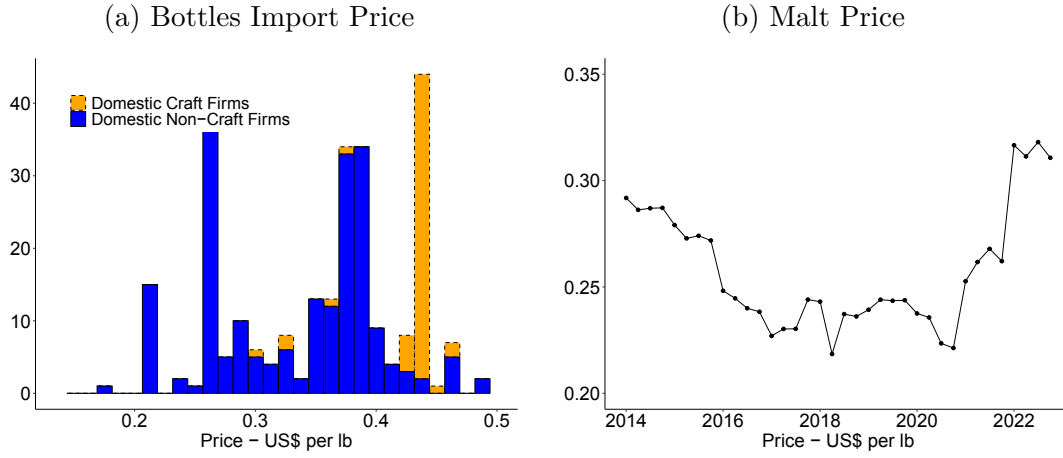 (a) Bottles Import Price
40
30
20
10
0
Domestic Craft Firms
Domestic Non−Craft Firms
0.2 0.3 0.4 0.5
Price − US$ per lb
(b) Malt Price
0.35
0.30
0.25
0.20
2014 2016 2018 2020 2022
Price − US$ per lb